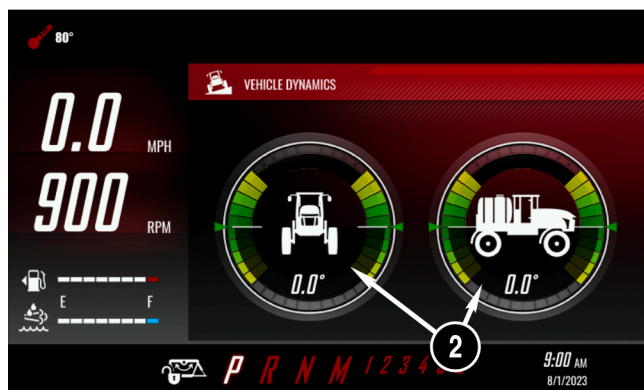 80°
VEHICLE DYNAMICS
0.0 MPH
900 RPM
0.0°
0.0°
E F
2
P R N M 1 2 3 4
9:00 AM
8/1/2023